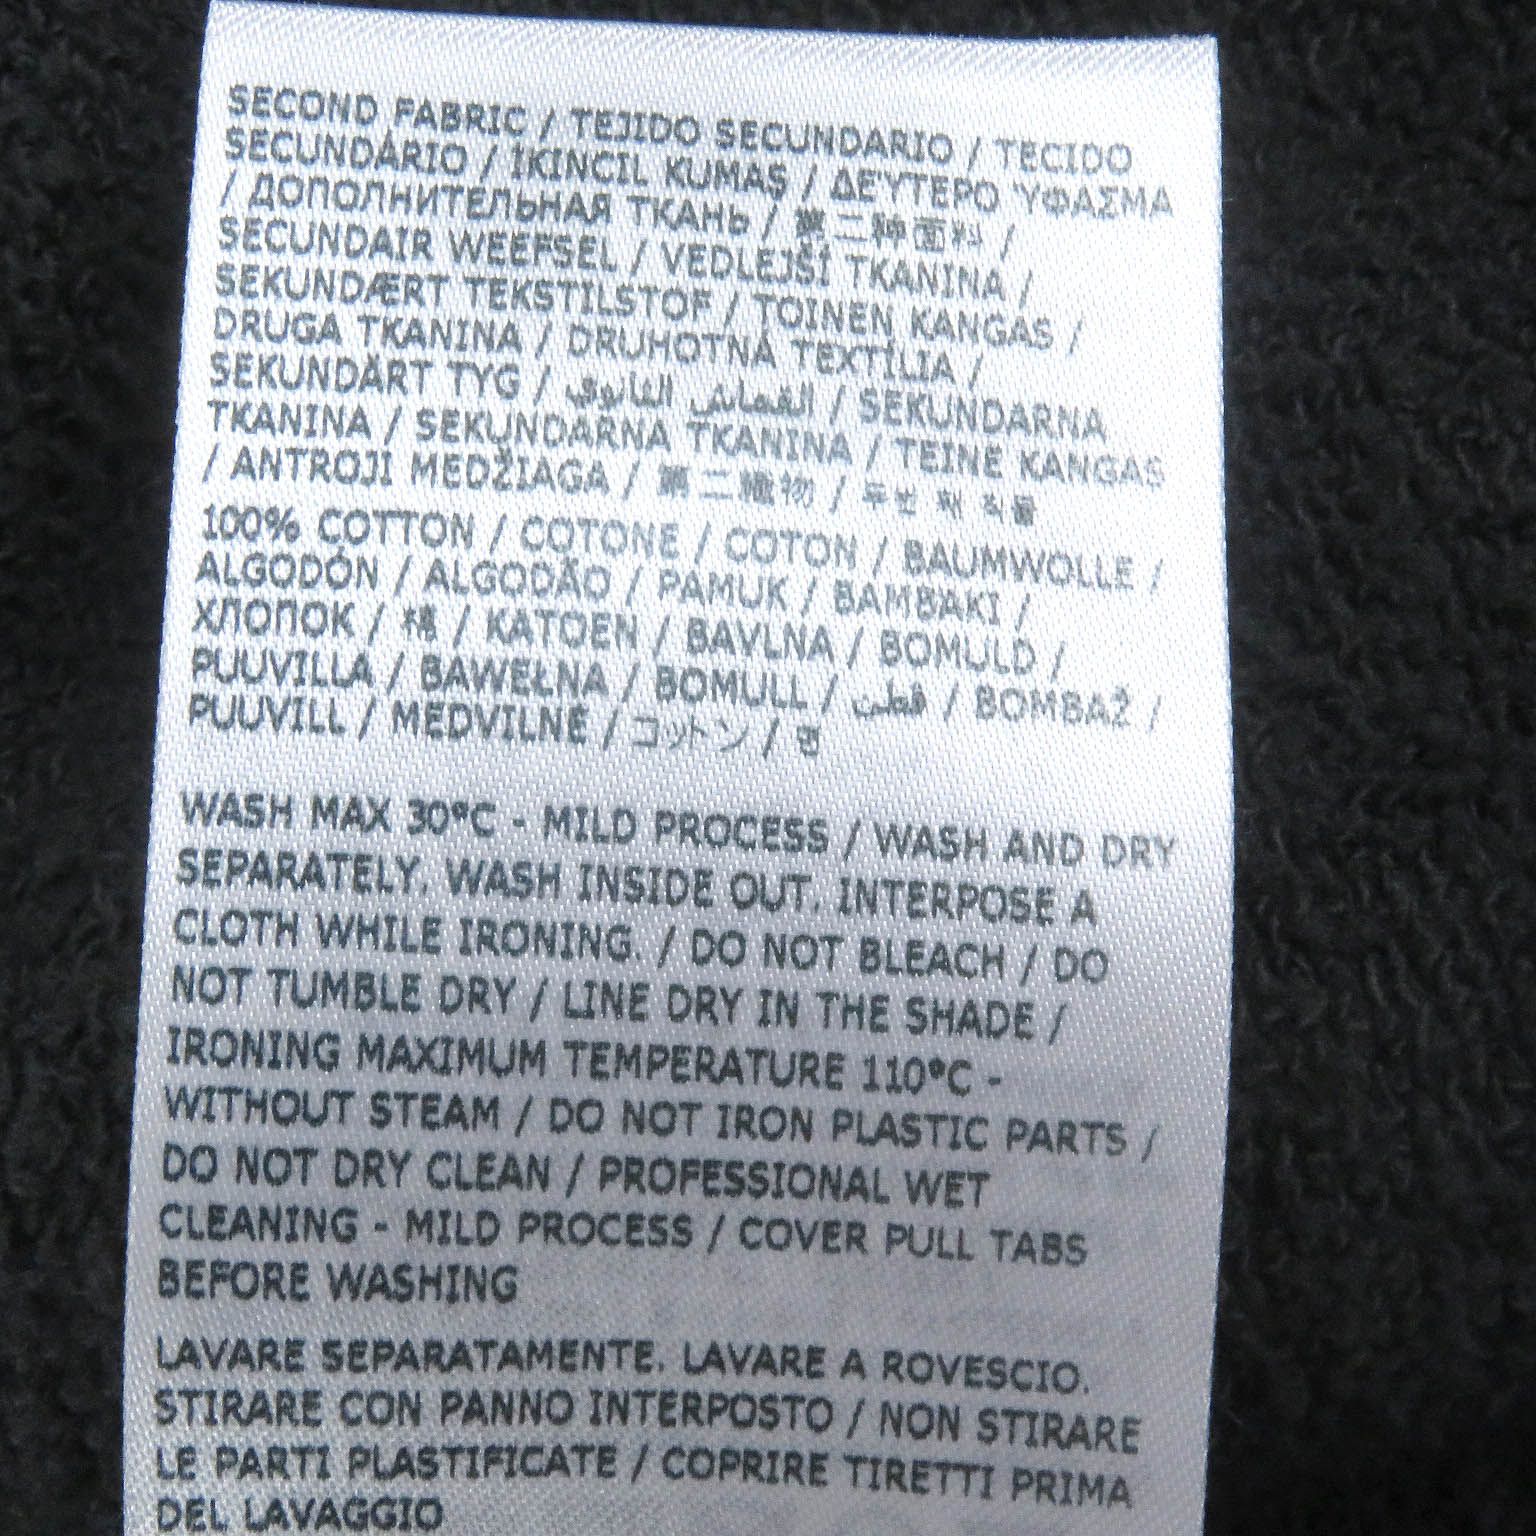 SECOND FABRIC / TEJIDO SECUNDARIO / TECIDO
SECUNDÁRIO / İKINCIL KUMAŞ / ΔΕΎΤΕΡΟ ΎΦΑΣΜΑ
/ ДОПОЛНИТЕЛЬНАЯ ТКАНЬ / 第二种面料 /
SECUNDAIR WEEFSEL / VEDLEJŠÍ TKANINA /
SEKUNDÆRT TEKSTILSTOF / TOINEN KANGAS /
DRUGA TKANINA / DRUHOTNÁ TEXTÍLIA /
SEKUNDÄRT TYG / القماش الثانوي / SEKUNDARNA
TKANINA / SEKUNDARNA TKANINA / TEINE KANGAS
/ ANTROJI MEDŽIAGA / 第二織物 / 두번 째 직물
100% COTTON / COTONE / COTON / BAUMWOLLE /
ALGODÓN / ALGODÃO / PAMUK / BAMBAKI /
ХЛОПОК / 棉 / KATOEN / BAVLNA / BOMULD /
PUUVILLA / BAWEŁNA / BOMULL / قطن / BOMBAŽ /
PUUVILL / MEDVILNĖ / コットン / 면
WASH MAX 30°C - MILD PROCESS / WASH AND DRY
SEPARATELY. WASH INSIDE OUT. INTERPOSE A
CLOTH WHILE IRONING. / DO NOT BLEACH / DO
NOT TUMBLE DRY / LINE DRY IN THE SHADE /
IRONING MAXIMUM TEMPERATURE 110°C -
WITHOUT STEAM / DO NOT IRON PLASTIC PARTS /
DO NOT DRY CLEAN / PROFESSIONAL WET
CLEANING - MILD PROCESS / COVER PULL TABS
BEFORE WASHING
LAVARE SEPARATAMENTE. LAVARE A ROVESCIO.
STIRARE CON PANNO INTERPOSTO / NON STIRARE
LE PARTI PLASTIFICATE / COPRIRE TIRETTI PRIMA
DEL LAVAGGIO